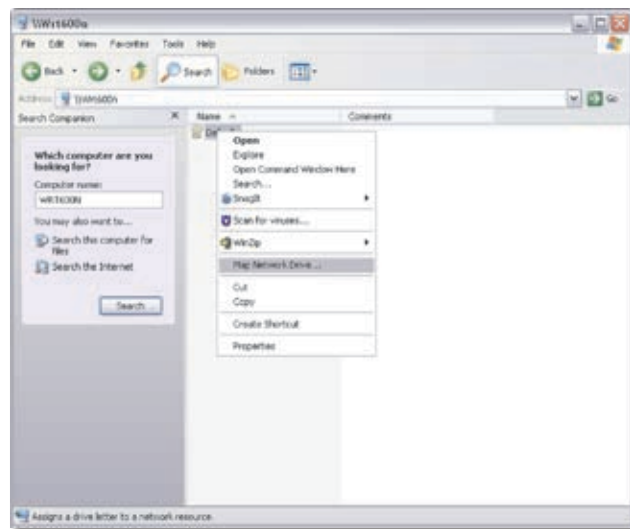 \\Wrt600n
File Edit View Favorites Tools Help
Back Search Folders
Address \\Wrt600n Go
Search Companion
Name Comments
Which computer are you
looking for?
Computer name:
WRT600N
You may also want to...
Search this computer for
files
Search the Internet
Search
Open
Explore
Open Command Window Here
Search...
SnagIt
Scan for viruses...
WinZip
Map Network Drive...
Cut
Copy
Create Shortcut
Properties
Assigns a drive letter to a network resource.